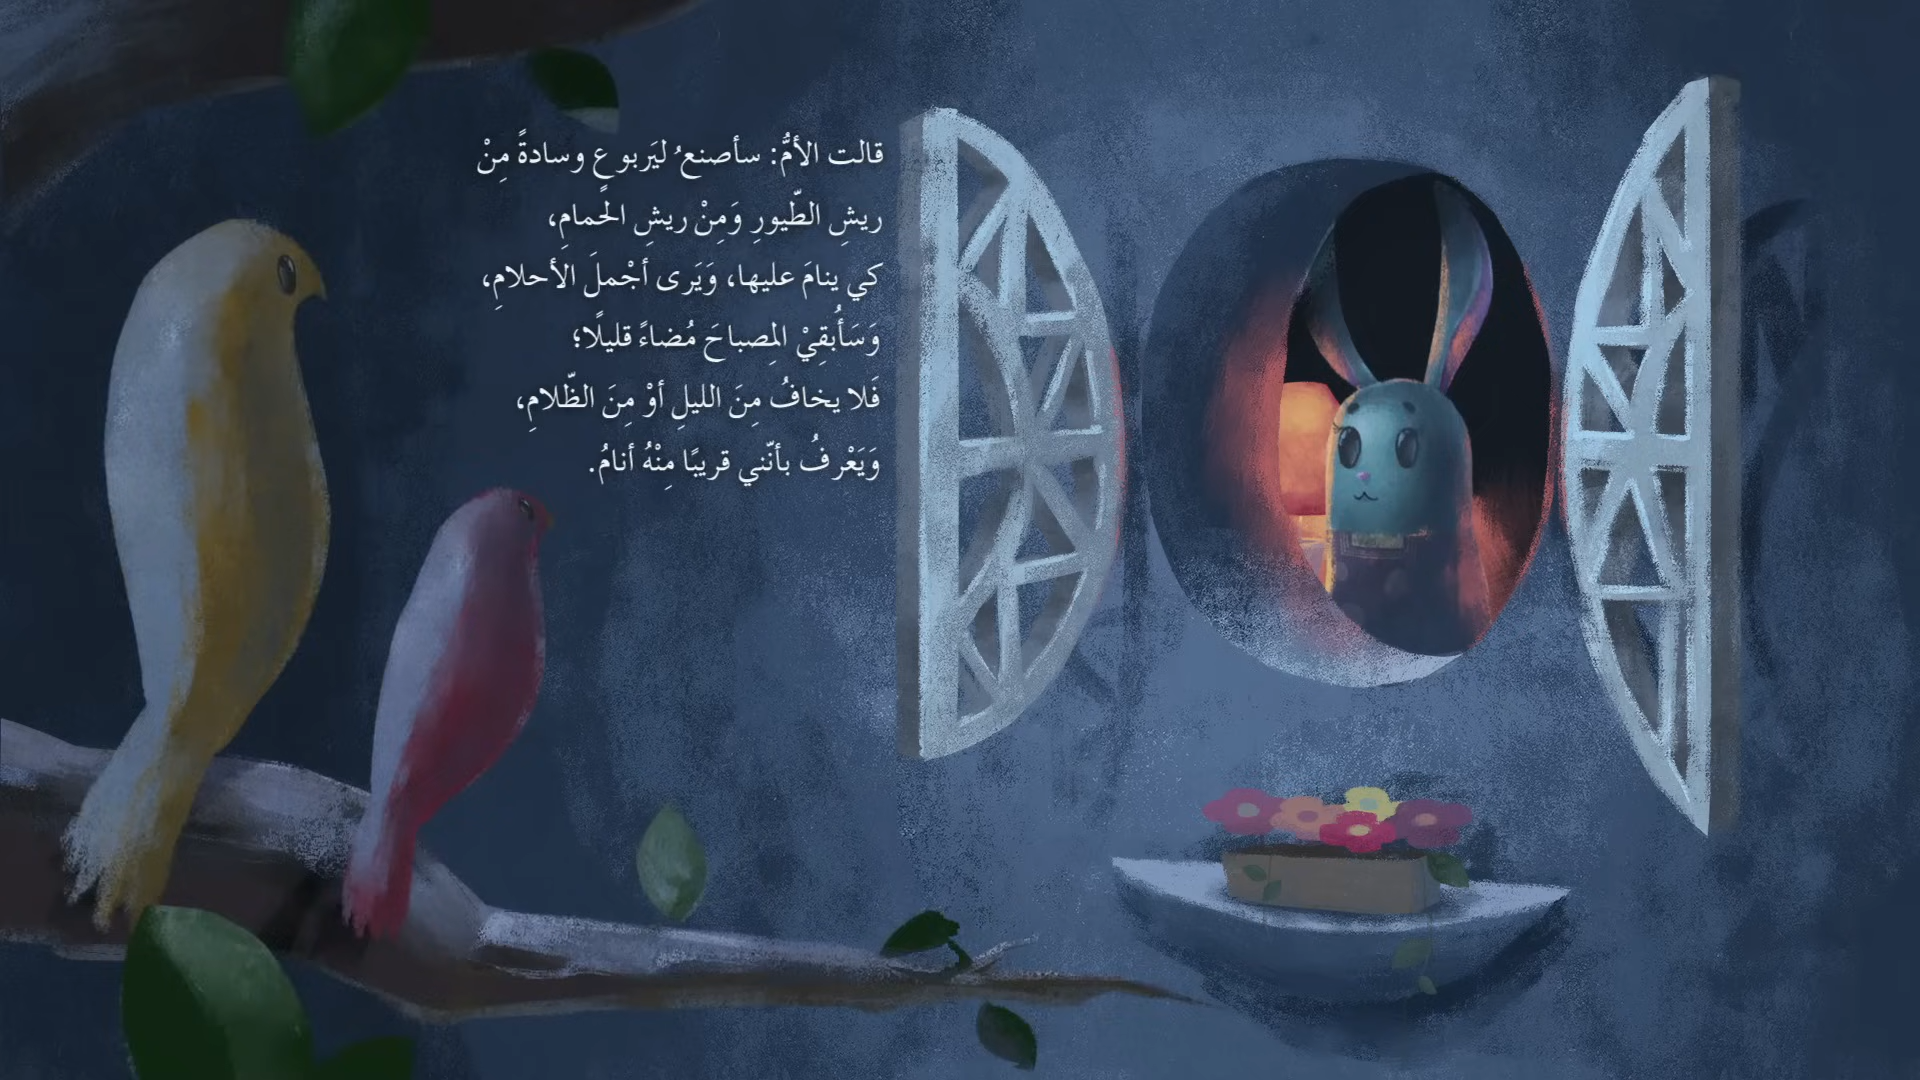 قالت الأمُّ: سأصنعُ ليَربوعٍ وسادةً مِنْ
ريشِ الطّيورِ وَمِنْ ريشِ الحَمامِ،
كي ينامَ عليها، وَيَرى أجْملَ الأحلامِ،
وَسَأُبقِيْ المِصباحَ مُضاءً قليلًا؛
فَلا يخافُ مِنَ الليلِ أوْ مِنَ الظّلامِ،
وَيَعْرفُ بأنّني قريبًا مِنْهُ أنامُ.